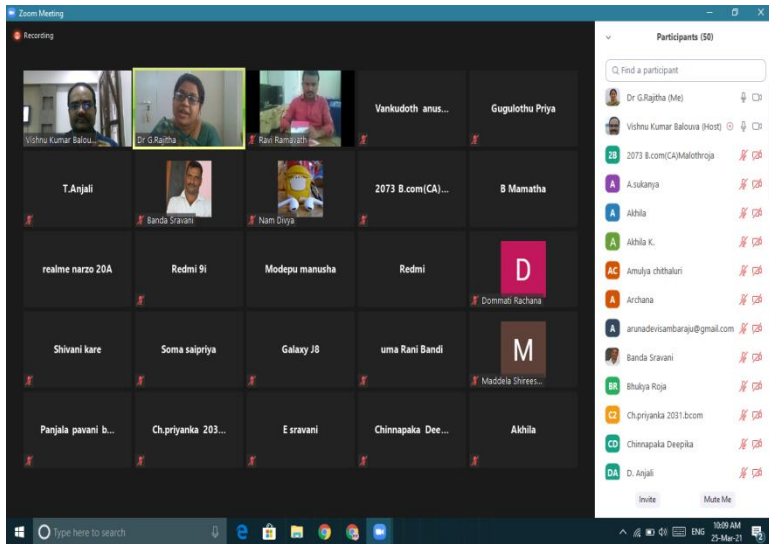 Zoom Meeting
Recording
Participants (50)
Find a participant
Vishnu Kumar Balou...
Dr G.Rajitha
Ravi Ramavath
Vankudoth anus...
Gugulothu Priya
T.Anjali
Banda Sravani
Nam Divya
2073 B.com(CA)...
B Mamatha
realme narzo 20A
Redmi 9i
Modepu manusha
Redmi
D
Dommati Rachana
Shivani kare
Soma saipriya
Galaxy J8
uma Rani Bandi
M
Maddela Shirees...
Panjala pavani b...
Ch.priyanka 203...
E sravani
Chinnapaka Dee...
Akhila
Dr G.Rajitha (Me)
Vishnu Kumar Balouva (Host)
2B 2073 B.com(CA)Malothroja
A A.sukanya
A Akhila
A Akhila K.
AC Amulya chithaluri
A Archana
A arunadevisambaraju@gmail.com
Banda Sravani
BR Bhukya Roja
C2 Ch.priyanka 2031.bcom
CD Chinnapaka Deepika
DA D. Anjali
Invite Mute Me
Type here to search
ENG
10:09 AM
25-Mar-21
2